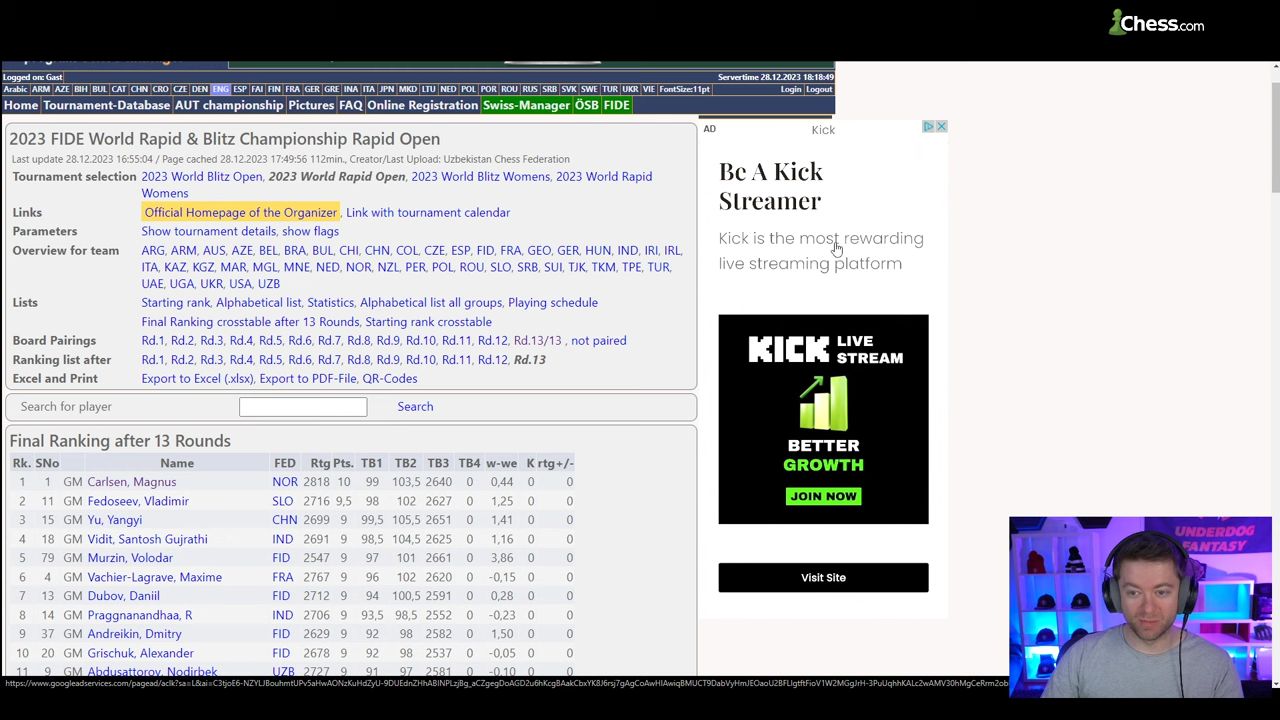 Chess.com
Logged on: Gast
Servertime 28.12.2023 18:18:49
Arabic ARM AZE BIH BUL CAT CHN CRO CZE DEN ENG ESP FAI FIN FRA GER GRE INA ITA JPN MKD LTU NED POL POR ROU RUS SRB SVK SWE TUR UKR VIE FontSize:11pt Login Logout
Home Tournament-Database AUT championship Pictures FAQ Online Registration Swiss-Manager ÖSB FIDE
2023 FIDE World Rapid & Blitz Championship Rapid Open
Last update 28.12.2023 16:55:04 / Page cached 28.12.2023 17:49:56 112min., Creator/Last Upload: Uzbekistan Chess Federation
Tournament selection 2023 World Blitz Open, 2023 World Rapid Open, 2023 World Blitz Womens, 2023 World Rapid
Womens
Links Official Homepage of the Organizer, Link with tournament calendar
Parameters Show tournament details, show flags
Overview for team ARG, ARM, AUS, AZE, BEL, BRA, BUL, CHI, CHN, COL, CZE, ESP, FID, FRA, GEO, GER, HUN, IND, IRI, IRL,
ITA, KAZ, KGZ, MAR, MGL, MNE, NED, NOR, NZL, PER, POL, ROU, SLO, SRB, SUI, TJK, TKM, TPE, TUR,
UAE, UGA, UKR, USA, UZB
Lists Starting rank, Alphabetical list, Statistics, Alphabetical list all groups, Playing schedule
Final Ranking crosstable after 13 Rounds, Starting rank crosstable
Board Pairings Rd.1, Rd.2, Rd.3, Rd.4, Rd.5, Rd.6, Rd.7, Rd.8, Rd.9, Rd.10, Rd.11, Rd.12, Rd.13/13 , not paired
Ranking list after Rd.1, Rd.2, Rd.3, Rd.4, Rd.5, Rd.6, Rd.7, Rd.8, Rd.9, Rd.10, Rd.11, Rd.12, Rd.13
Excel and Print Export to Excel (.xlsx), Export to PDF-File, QR-Codes
Search for player Search
Final Ranking after 13 Rounds
Rk. SNo Name FED Rtg Pts. TB1 TB2 TB3 TB4 w-we K rtg+/-
1 1 GM Carlsen, Magnus NOR 2818 10 99 103,5 2640 0 0,44 0 0
2 11 GM Fedoseev, Vladimir SLO 2716 9,5 98 102 2627 0 1,25 0 0
3 15 GM Yu, Yangyi CHN 2699 9 99,5 105,5 2651 0 1,41 0 0
4 18 GM Vidit, Santosh Gujrathi IND 2691 9 98,5 104,5 2625 0 1,27 0 0
5 79 GM Murzin, Volodar FID 2547 9 97 101 2661 0 3,86 0 0
6 4 GM Vachier-Lagrave, Maxime FRA 2767 9 96 102 2620 0 -0,15 0 0
7 13 GM Dubov, Daniil FID 2712 9 94 100,5 2591 0 0,28 0 0
8 14 GM Praggnanandhaa, R IND 2706 9 93,5 98,5 2552 0 -0,23 0 0
9 37 GM Andreikin, Dmitry FID 2629 9 92 98 2582 0 1,50 0 0
10 20 GM Grischuk, Alexander FID 2678 9 92 98 2537 0 -0,05 0 0
11 9 GM Abdusattorov, Nodirbek UZB 2727 9 91 97 2571 0 -0,10 0 0
AD
Kick
Be A Kick
Streamer
Kick is the most rewarding
live streaming platform
KICK LIVE
STREAM
BETTER
GROWTH
JOIN NOW
Visit Site
UNDERDOG
FANTASY